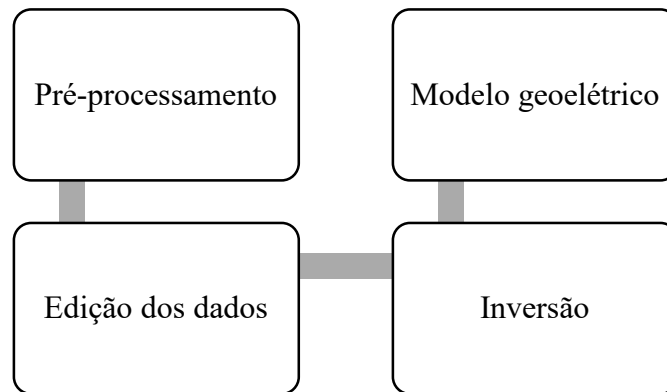 Pré-processamento
Edição dos dados
Inversão
Modelo geoelétrico